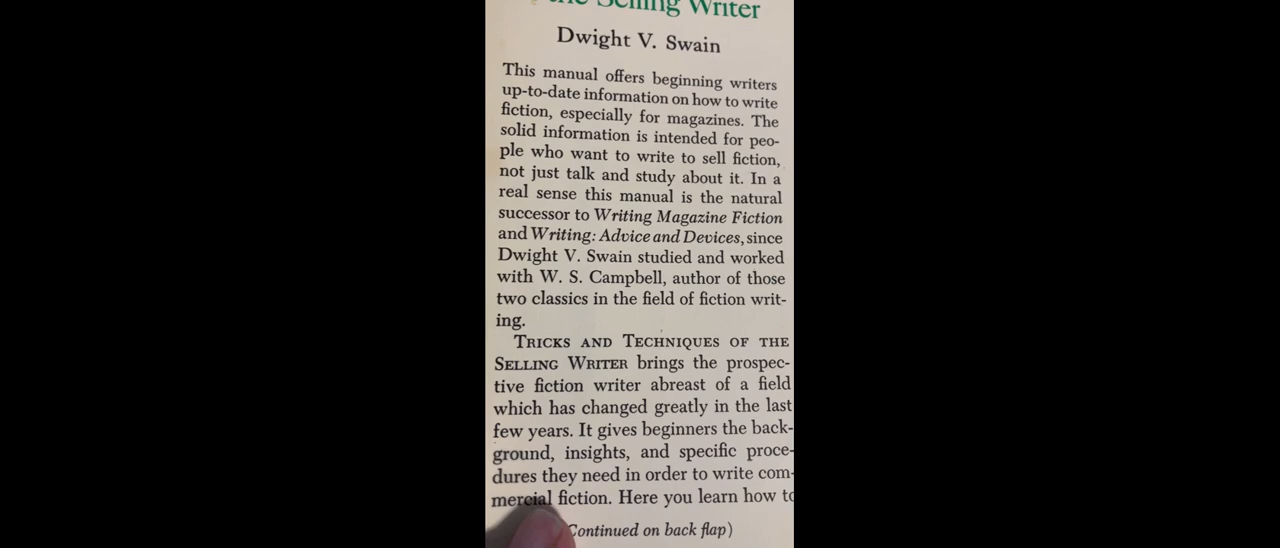 the Selling Writer
Dwight V. Swain
This manual offers beginning writers
up-to-date information on how to write
fiction, especially for magazines. The
solid information is intended for peo-
ple who want to write to sell fiction,
not just talk and study about it. In a
real sense this manual is the natural
successor to Writing Magazine Fiction
and Writing: Advice and Devices, since
Dwight V. Swain studied and worked
with W. S. Campbell, author of those
two classics in the field of fiction writ-
ing.
TRICKS AND TECHNIQUES OF THE
SELLING WRITER brings the prospec-
tive fiction writer abreast of a field
which has changed greatly in the last
few years. It gives beginners the back-
ground, insights, and specific proce-
dures they need in order to write com-
mercial fiction. Here you learn how to
(Continued on back flap)